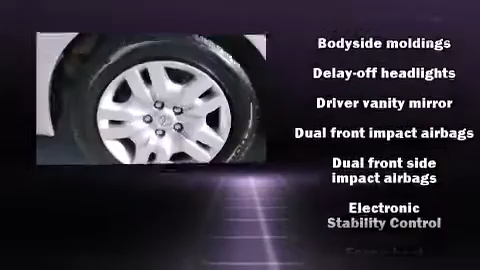 Bodyside moldings
Delay-off headlights
Driver vanity mirror
Dual front impact airbags
Dual front side
impact airbags
Electronic
Stability Control